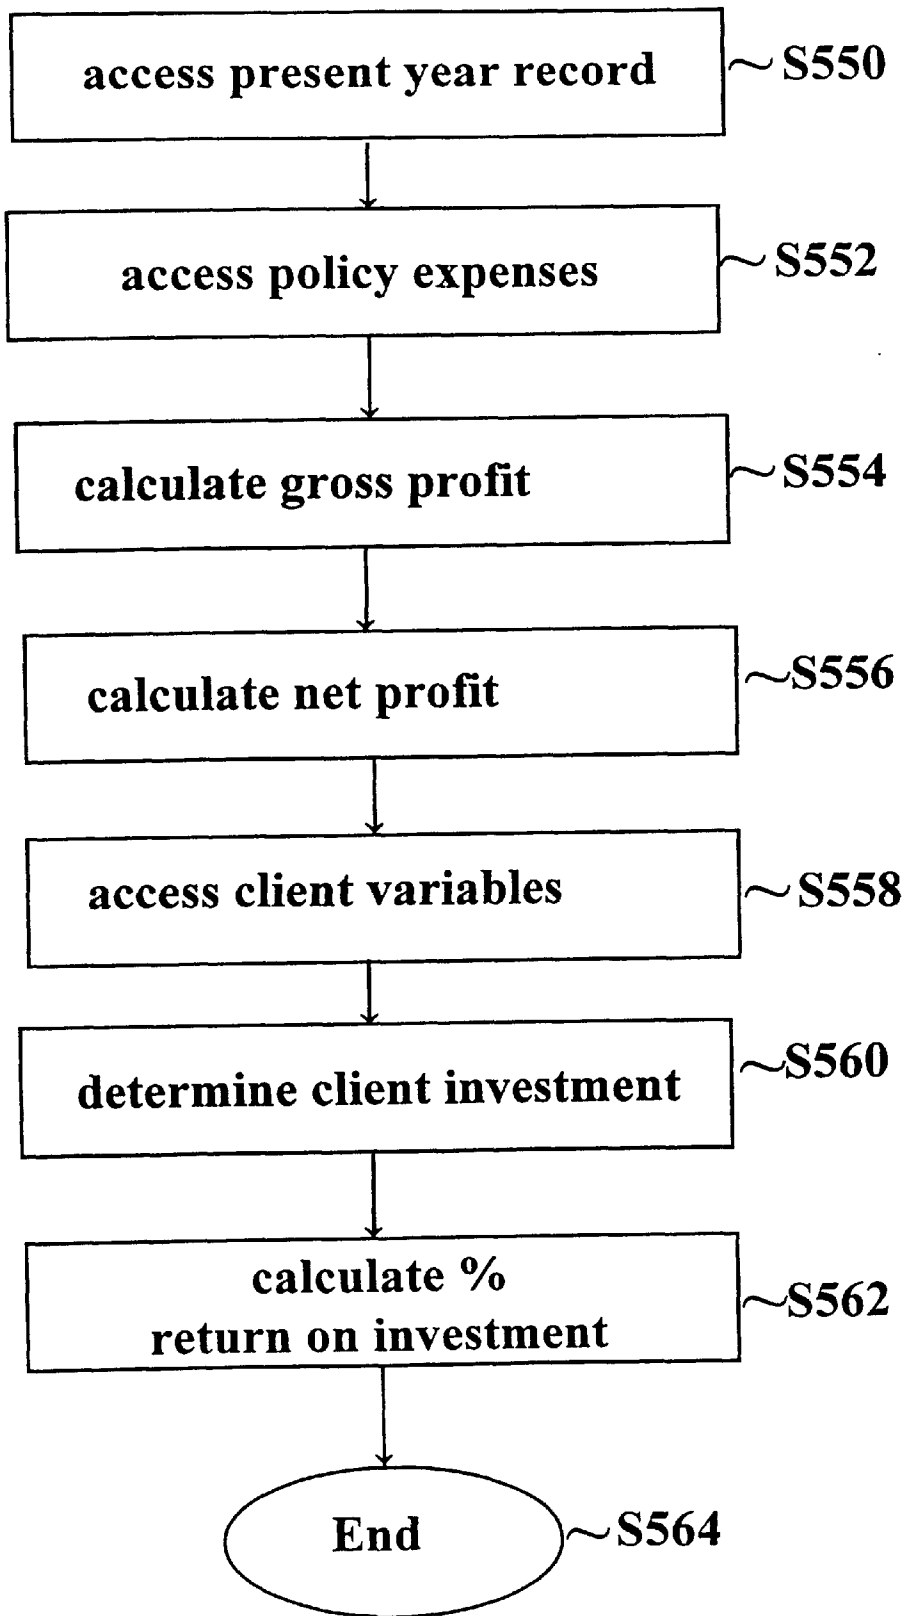 access present year record S550
access policy expenses S552
calculate gross profit S554
calculate net profit S556
access client variables S558
determine client investment S560
calculate %
return on investment S562
End S564